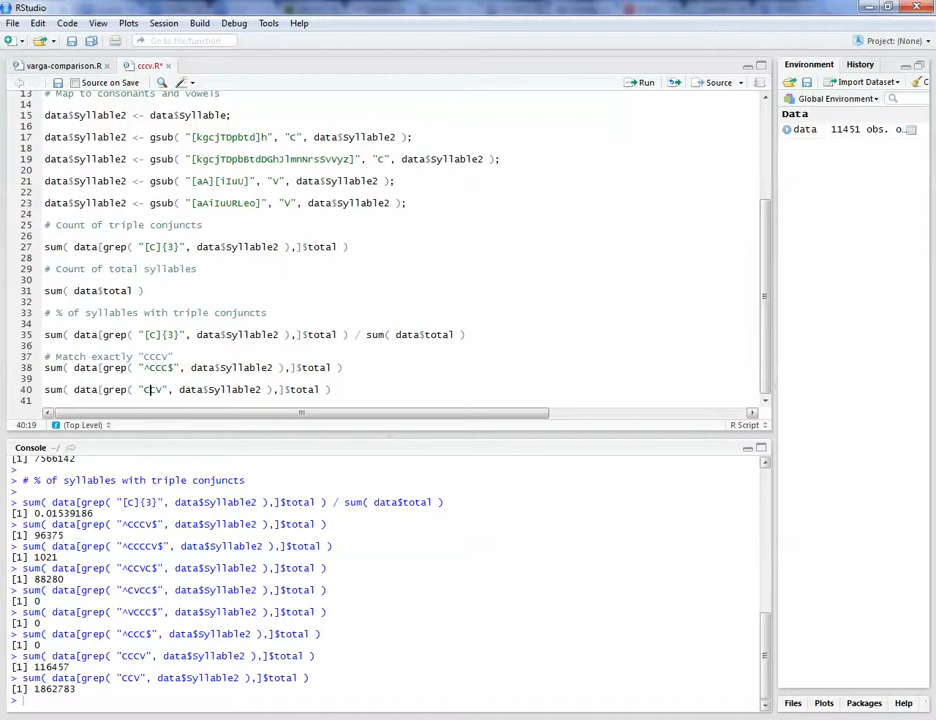 RStudio
File Edit Code View Plots Session Build Debug Tools Help
Go to file/function
Project: (None)
varga-comparison.R
cccv.R*
Source on Save
Run
Source
13 # Map to consonants and vowels
14
15 data$Syllable2 <- data$Syllable;
16
17 data$Syllable2 <- gsub( "[kgcjTDpbtd]h", "C", data$Syllable2 );
18
19 data$Syllable2 <- gsub( "[kgcjTDpbBtdDGhJlmnNrsSvVyz]", "C", data$Syllable2 );
20
21 data$Syllable2 <- gsub( "[aA][iIuU]", "V", data$Syllable2 );
22
23 data$Syllable2 <- gsub( "[aAiIuURLeo]", "V", data$Syllable2 );
24
25 # Count of triple conjuncts
26
27 sum( data[grep( "[C]{3}", data$Syllable2 ),]$total )
28
29 # Count of total syllables
30
31 sum( data$total )
32
33 # % of syllables with triple conjuncts
34
35 sum( data[grep( "[C]{3}", data$Syllable2 ),]$total ) / sum( data$total )
36
37 # Match exactly "CCCV"
38 sum( data[grep( "^CCC$", data$Syllable2 ),]$total )
39
40 sum( data[grep( "CCV", data$Syllable2 ),]$total )
41
40:19 (Top Level) R Script
Console ~/
[1] 7566142
>
> # % of syllables with triple conjuncts
>
> sum( data[grep( "[C]{3}", data$Syllable2 ),]$total ) / sum( data$total )
[1] 0.01539186
> sum( data[grep( "^CCCV$", data$Syllable2 ),]$total )
[1] 96375
> sum( data[grep( "^CCCCV$", data$Syllable2 ),]$total )
[1] 1021
> sum( data[grep( "^CCVC$", data$Syllable2 ),]$total )
[1] 88280
> sum( data[grep( "^CVCC$", data$Syllable2 ),]$total )
[1] 0
> sum( data[grep( "^VCCC$", data$Syllable2 ),]$total )
[1] 0
> sum( data[grep( "^CCC$", data$Syllable2 ),]$total )
[1] 0
> sum( data[grep( "CCCV", data$Syllable2 ),]$total )
[1] 116457
> sum( data[grep( "CCV", data$Syllable2 ),]$total )
[1] 1862783
>
Environment History
Import Dataset
Global Environment
Data
data 11451 obs. o...
Files Plots Packages Help